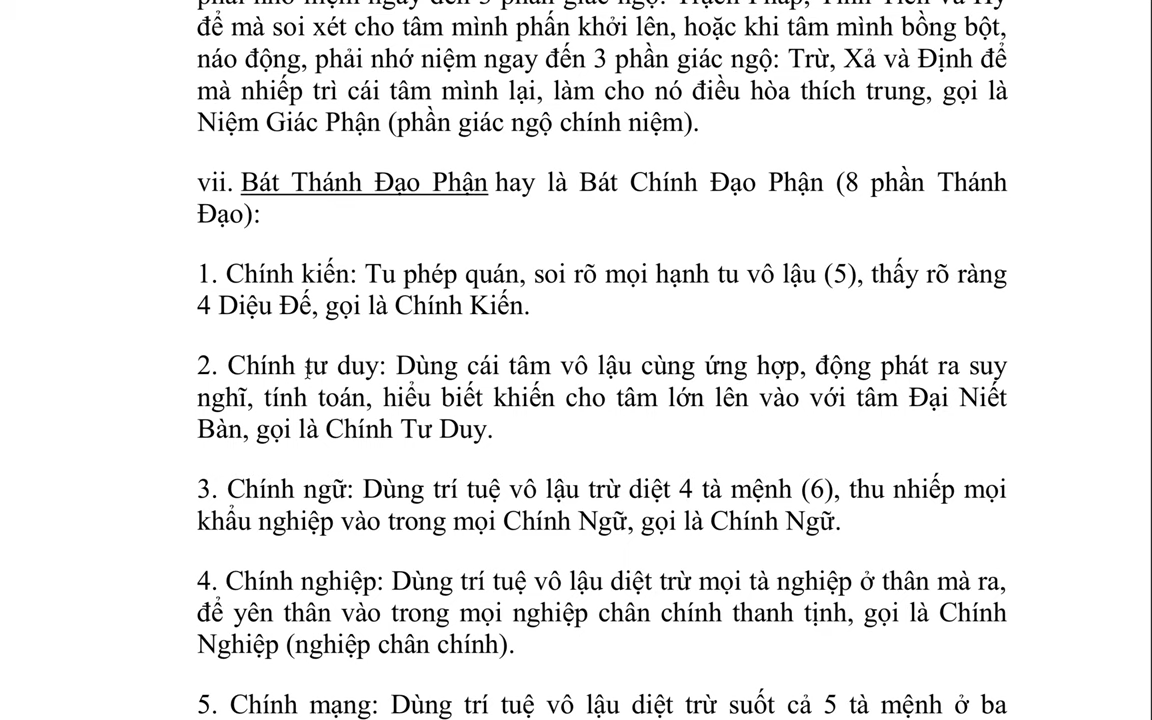 để mà soi xét cho tâm mình phấn khởi lên, hoặc khi tâm mình bồng bột,
náo động, phải nhớ niệm ngay đến 3 phần giác ngộ: Trừ, Xả và Định để
mà nhiếp trì cái tâm mình lại, làm cho nó điều hòa thích trung, gọi là
Niệm Giác Phận (phần giác ngộ chính niệm).
vii. Bát Thánh Đạo Phận hay là Bát Chính Đạo Phận (8 phần Thánh
Đạo):
1. Chính kiến: Tu phép quán, soi rõ mọi hạnh tu vô lậu (5), thấy rõ ràng
4 Diệu Đế, gọi là Chính Kiến.
2. Chính tư duy: Dùng cái tâm vô lậu cùng ứng hợp, động phát ra suy
nghĩ, tính toán, hiểu biết khiến cho tâm lớn lên vào với tâm Đại Niết
Bàn, gọi là Chính Tư Duy.
3. Chính ngữ: Dùng trí tuệ vô lậu trừ diệt 4 tà mệnh (6), thu nhiếp mọi
khẩu nghiệp vào trong mọi Chính Ngữ, gọi là Chính Ngữ.
4. Chính nghiệp: Dùng trí tuệ vô lậu diệt trừ mọi tà nghiệp ở thân mà ra,
để yên thân vào trong mọi nghiệp chân chính thanh tịnh, gọi là Chính
Nghiệp (nghiệp chân chính).
5. Chính mạng: Dùng trí tuệ vô lậu diệt trừ suốt cả 5 tà mệnh ở ba